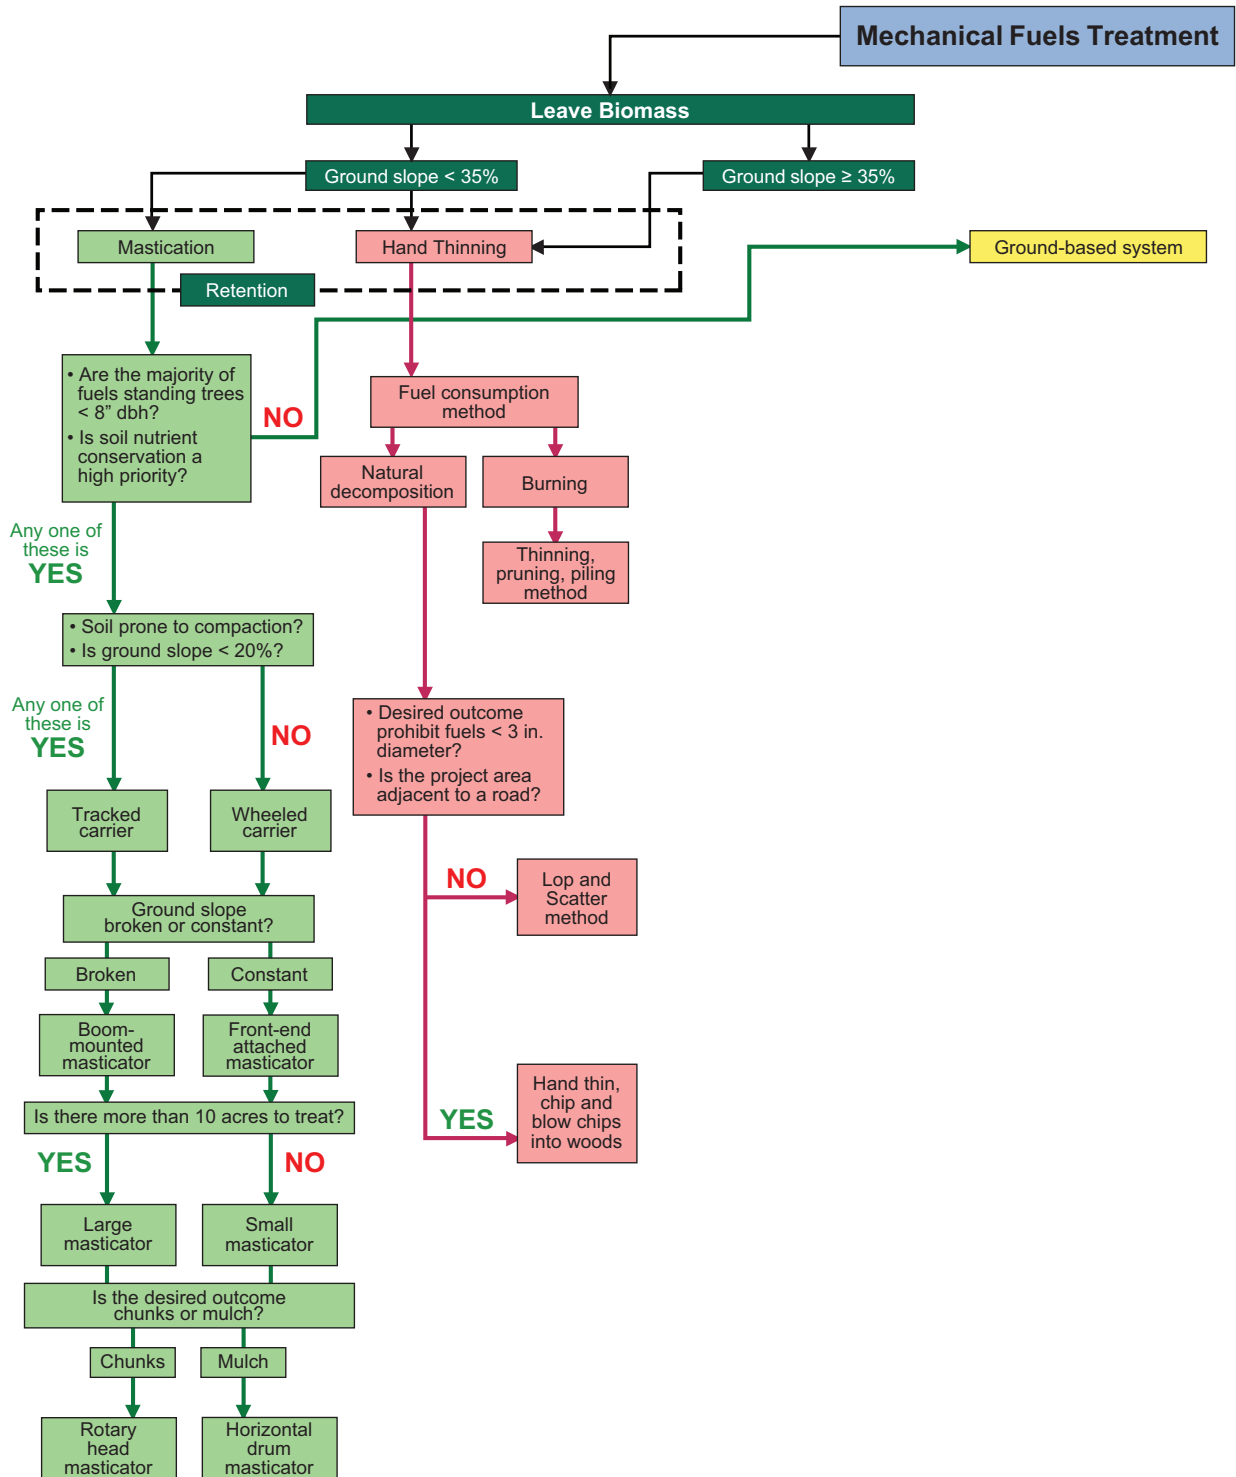 Mechanical Fuels Treatment
Leave Biomass
Ground slope < 35%
Ground slope ≥ 35%
Mastication
Hand Thinning
Ground-based system
Retention
• Are the majority of
fuels standing trees
< 8” dbh?
• Is soil nutrient
conservation a
high priority?
NO
Fuel consumption
method
Natural
decomposition
Burning
Any one of
these is
YES
Thinning,
pruning, piling
method
• Soil prone to compaction?
• Is ground slope < 20%?
Any one of
these is
YES
NO
• Desired outcome
prohibit fuels < 3 in.
diameter?
• Is the project area
adjacent to a road?
Tracked
carrier
Wheeled
carrier
NO
Lop and
Scatter
method
Ground slope
broken or constant?
Broken
Constant
Boom-
mounted
masticator
Front-end
attached
masticator
Is there more than 10 acres to treat?
YES
Hand thin,
chip and
blow chips
into woods
YES
NO
Large
masticator
Small
masticator
Is the desired outcome
chunks or mulch?
Chunks
Mulch
Rotary
head
masticator
Horizontal
drum
masticator